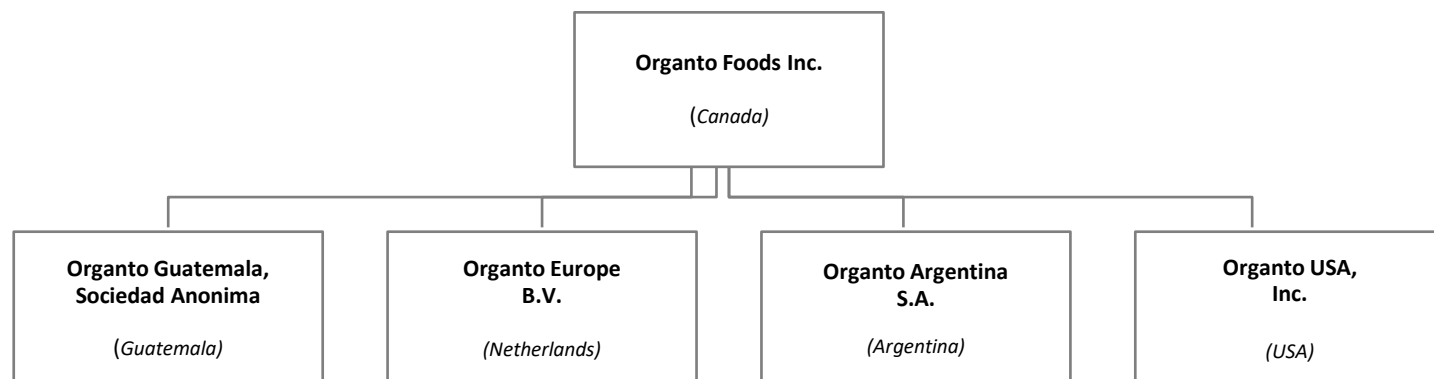 Organto Foods Inc.
(Canada)
Organto Guatemala,
Sociedad Anonima
(Guatemala)
Organto Europe
B.V.
(Netherlands)
Organto Argentina
S.A.
(Argentina)
Organto USA,
Inc.
(USA)